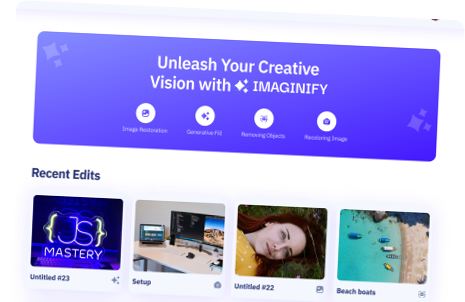 Unleash Your Creative
Vision with IMAGINIFY
Image Restoration
Generative Fill
Removing Objects
Recoloring Image
Recent Edits
{JS}
MASTERY
Untitled #23
Setup
Untitled #22
Beach boats